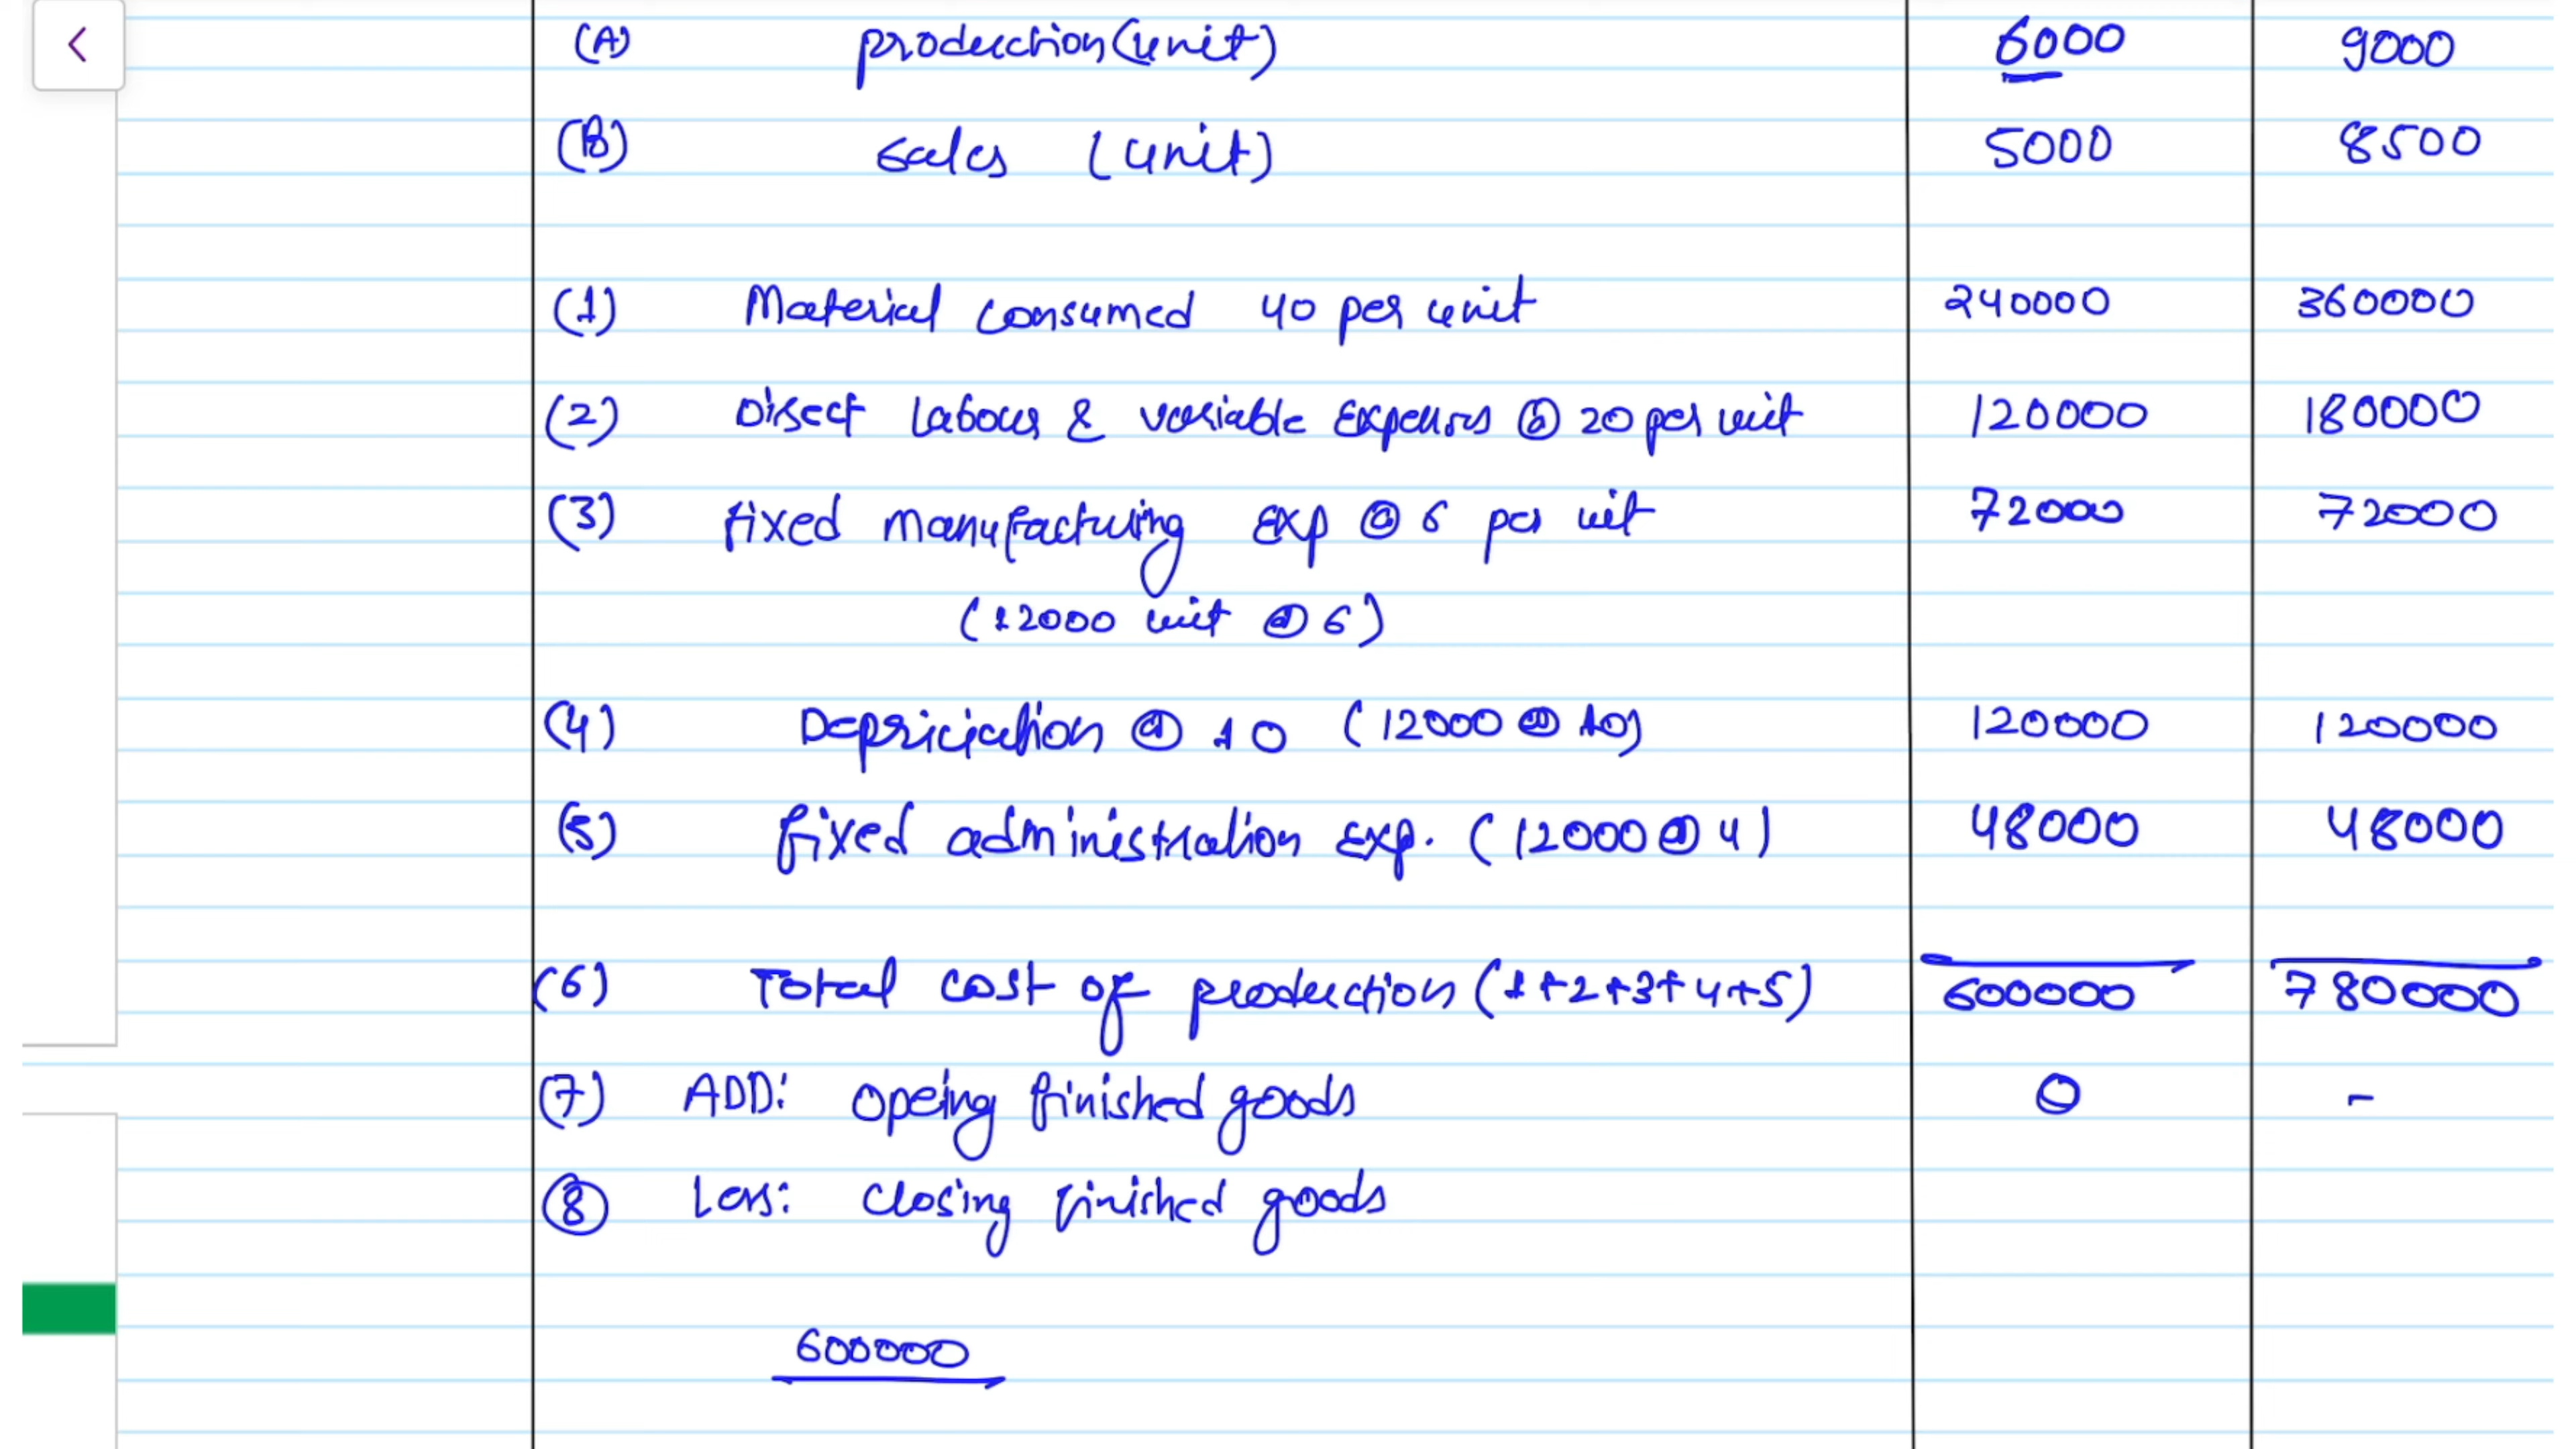 (A) production (unit) 6000 9000
(B) sales (unit) 5000 8500
(1) Material consumed 40 per unit 240000 360000
(2) Direct Labour & variable Expenses @ 20 per unit 120000 180000
(3) fixed manufacturing Exp @ 6 per uit 72000 72000
(12000 uit @ 6)
(4) Depriciation @ 10 (12000 @ 10) 120000 120000
(5) fixed administration Exp. (12000 @ 4) 48000 48000
(6) Total cost of production (1+2+3+4+5) 600000 780000
(7) ADD: opeing finished goods 0 -
(8) Less: closing finished goods
600000